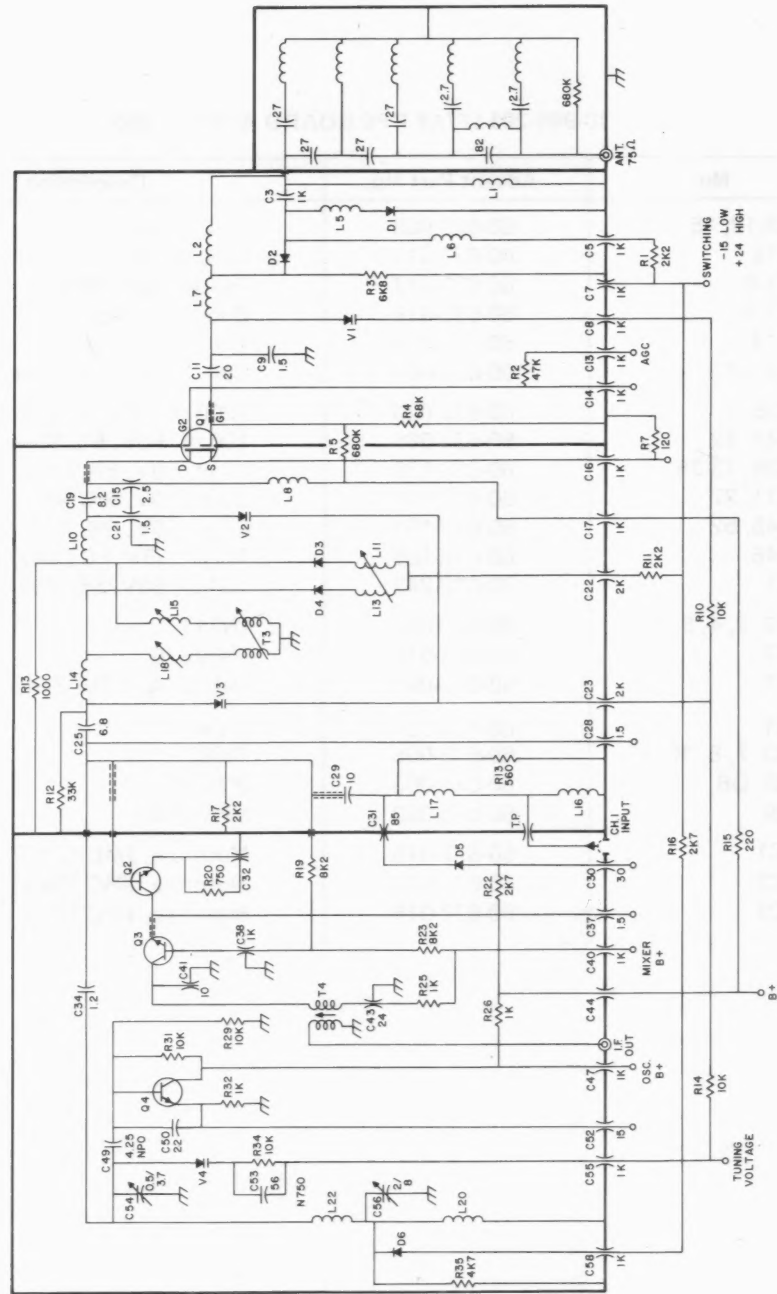 L2
L7
C3
1K
27
27
27
27
2.7
2.7
82
680K
L5
D1
L1
D2
L6
R3
6K8
V1
C11
20
C9
1.5
G2
Q1
G1
D
S
R4
68K
R5
680K
R2
47K
C5
1K
R1
2K2
C7
1K
C8
1K
C13
1K
C14
1K
AGC
ANT.
75Ω
SWITCHING
-15 LOW
+24 HIGH
C19
8.2
C15
2.5
C21
1.5
L10
L8
V2
R7
120
C16
1K
C17
1K
D3
D4
L11
L13
C22
2K
R11
2K2
R10
10K
L15
L18
T3
L14
V3
C23
2K
C28
1.5
R13
1000
R12
33K
C25
6.8
R17
2K2
C29
10
R13
560
C31
85
L17
L16
T.P.
CH.1
INPUT
R16
2K7
R15
220
Q2
R20
750
C32
R19
8K2
D5
C30
30
R22
2K7
C37
1.5
Q3
C38
1K
C41
10
R23
8K2
C40
1K
MIXER
B+
C34
1.2
T4
C43
24
R25
1K
R26
1K
C44
B+
I.F.
OUT
R31
10K
R29
10K
Q4
R32
1K
C47
1K
OSC.
B+
R14
10K
C49
4.25
NPO
C50
22
C52
15
C54
0.5/
3.7
V4
R34
10K
C53
56
N750
C55
1K
TUNING
VOLTAGE
L22
C56
2/
8
L20
D6
R35
4K7
C58
1K